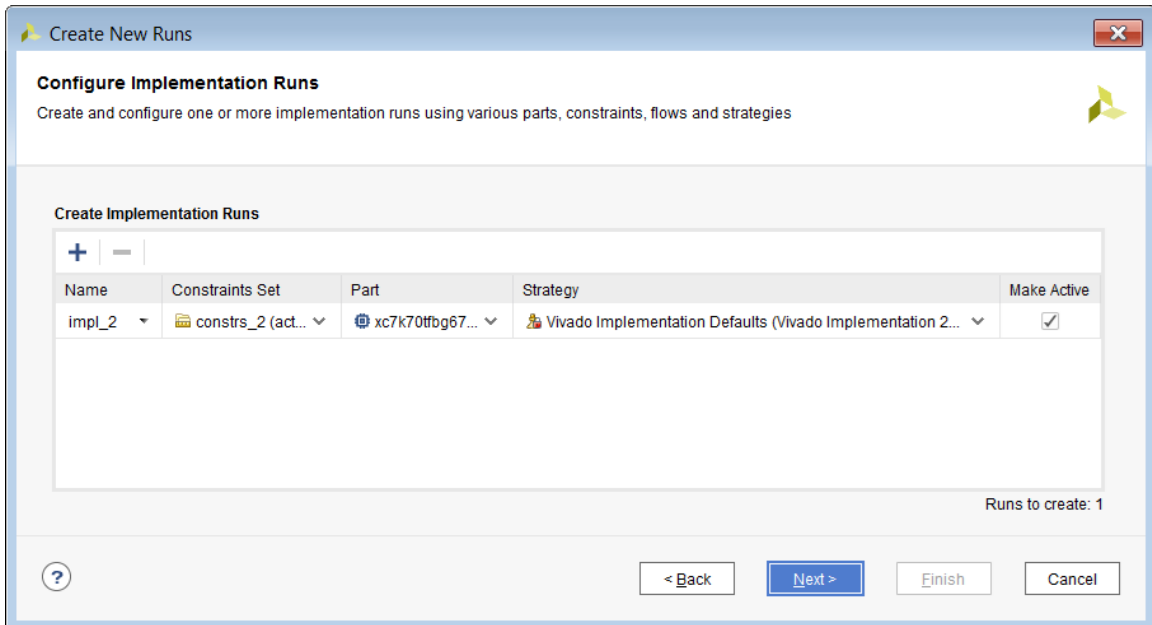 Create New Runs
Configure Implementation Runs
Create and configure one or more implementation runs using various parts, constraints, flows and strategies
Create Implementation Runs
Name Constraints Set Part Strategy Make Active
impl_2 constrs_2 (act... xc7k70tfbg67... Vivado Implementation Defaults (Vivado Implementation 2...
Runs to create: 1
? < Back Next > Finish Cancel